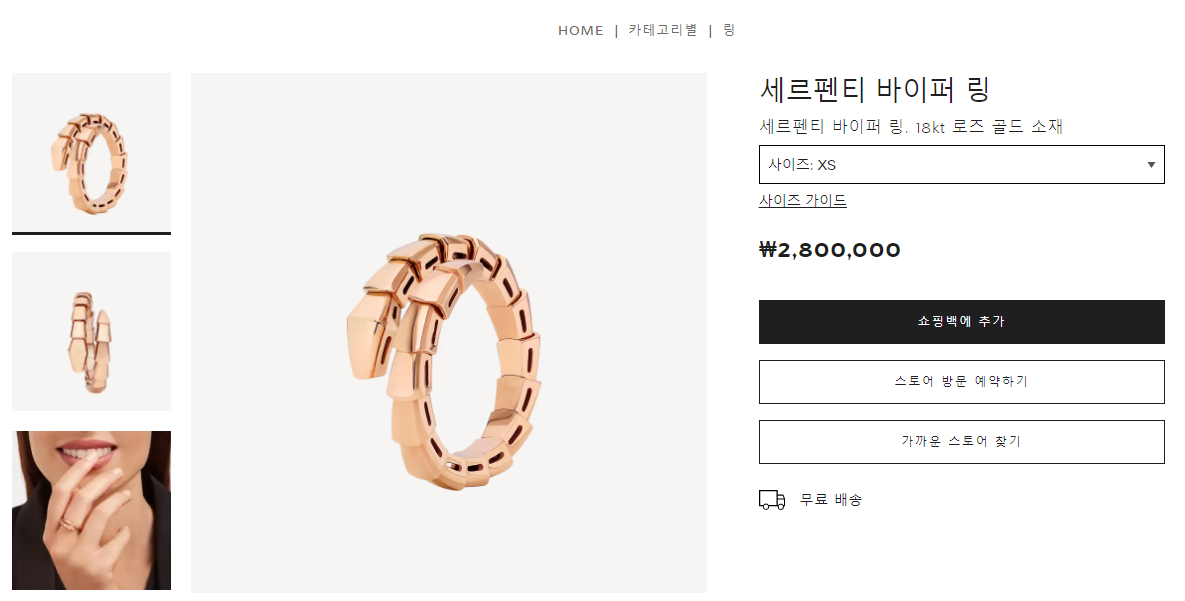 HOME | 카테고리별 | 링
세르펜티 바이퍼 링
세르펜티 바이퍼 링. 18kt 로즈 골드 소재
사이즈: XS
사이즈 가이드
₩2,800,000
쇼핑백에 추가
스토어 방문 예약하기
가까운 스토어 찾기
무료 배송